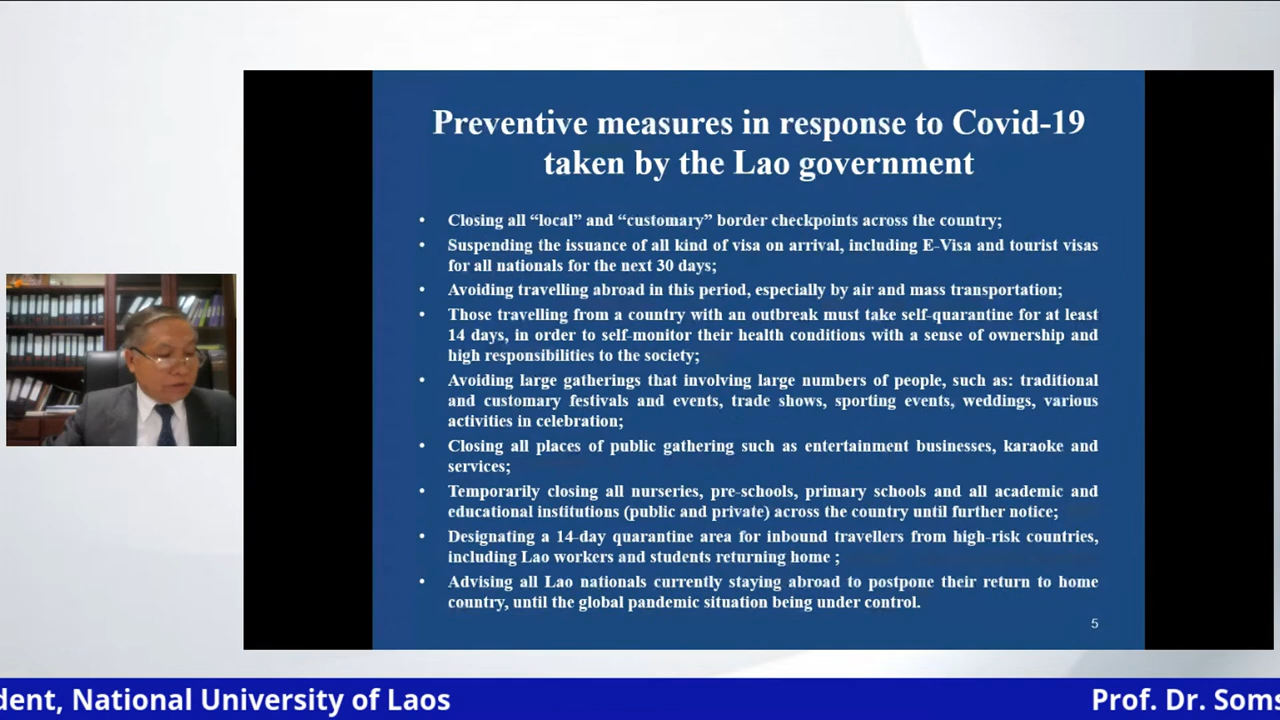 Preventive measures in response to Covid-19
taken by the Lao government
• Closing all “local” and “customary” border checkpoints across the country;
• Suspending the issuance of all kind of visa on arrival, including E-Visa and tourist visas
for all nationals for the next 30 days;
• Avoiding travelling abroad in this period, especially by air and mass transportation;
• Those travelling from a country with an outbreak must take self-quarantine for at least
14 days, in order to self-monitor their health conditions with a sense of ownership and
high responsibilities to the society;
• Avoiding large gatherings that involving large numbers of people, such as: traditional
and customary festivals and events, trade shows, sporting events, weddings, various
activities in celebration;
• Closing all places of public gathering such as entertainment businesses, karaoke and
services;
• Temporarily closing all nurseries, pre-schools, primary schools and all academic and
educational institutions (public and private) across the country until further notice;
• Designating a 14-day quarantine area for inbound travellers from high-risk countries,
including Lao workers and students returning home ;
• Advising all Lao nationals currently staying abroad to postpone their return to home
country, until the global pandemic situation being under control.
5
dent, National University of Laos
Prof. Dr. Soms